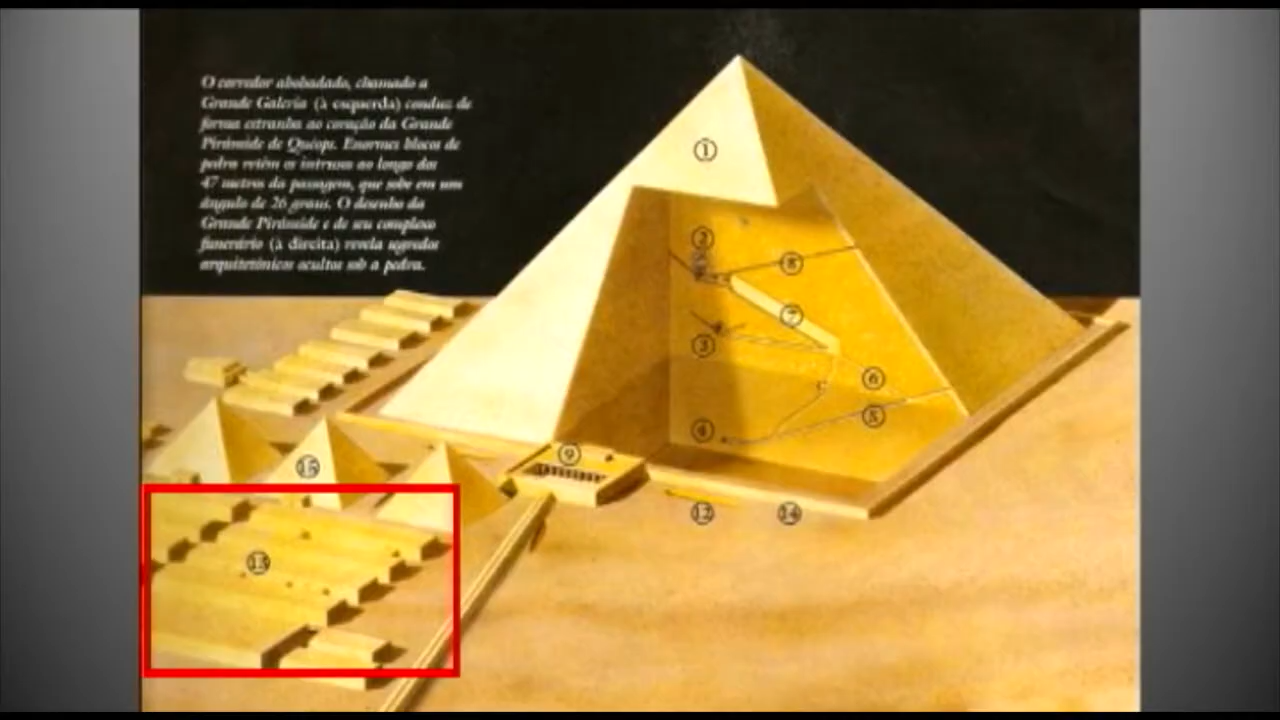 O corredor abobadado, chamado a
Grande Galeria (à esquerda) conduz de
forma estranha ao coração da Grande
Pirâmide de Quéops. Enormes blocos de
pedra retêm os intrusos ao longo dos
47 metros da passagem, que sobe em um
ângulo de 26 graus. O desenho da
Grande Pirâmide e de seu complexo
funerário (à direita) revela segredos
arquitetônicos ocultos sob a pedra.
1
2
8
7
3
6
5
4
9
15
12
14
13